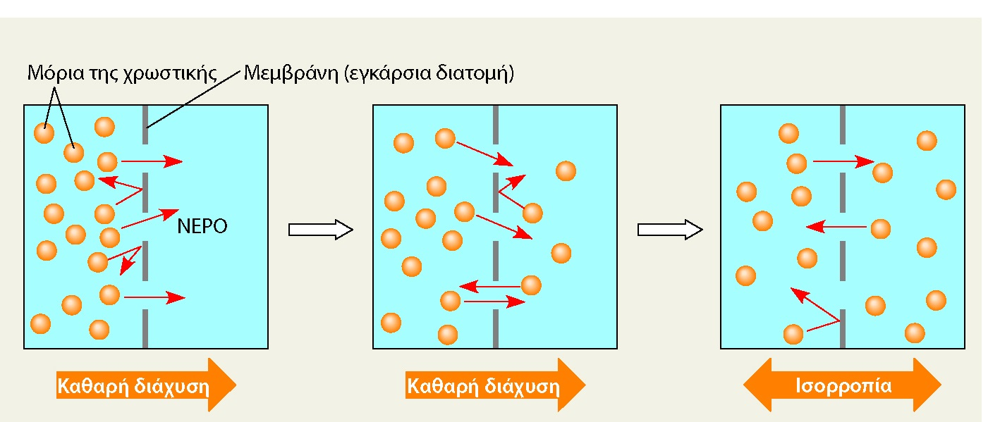 Μόρια της χρωστικής
Μεμβράνη (εγκάρσια διατομή)
ΝΕΡΟ
Καθαρή διάχυση
Καθαρή διάχυση
Ισορροπία